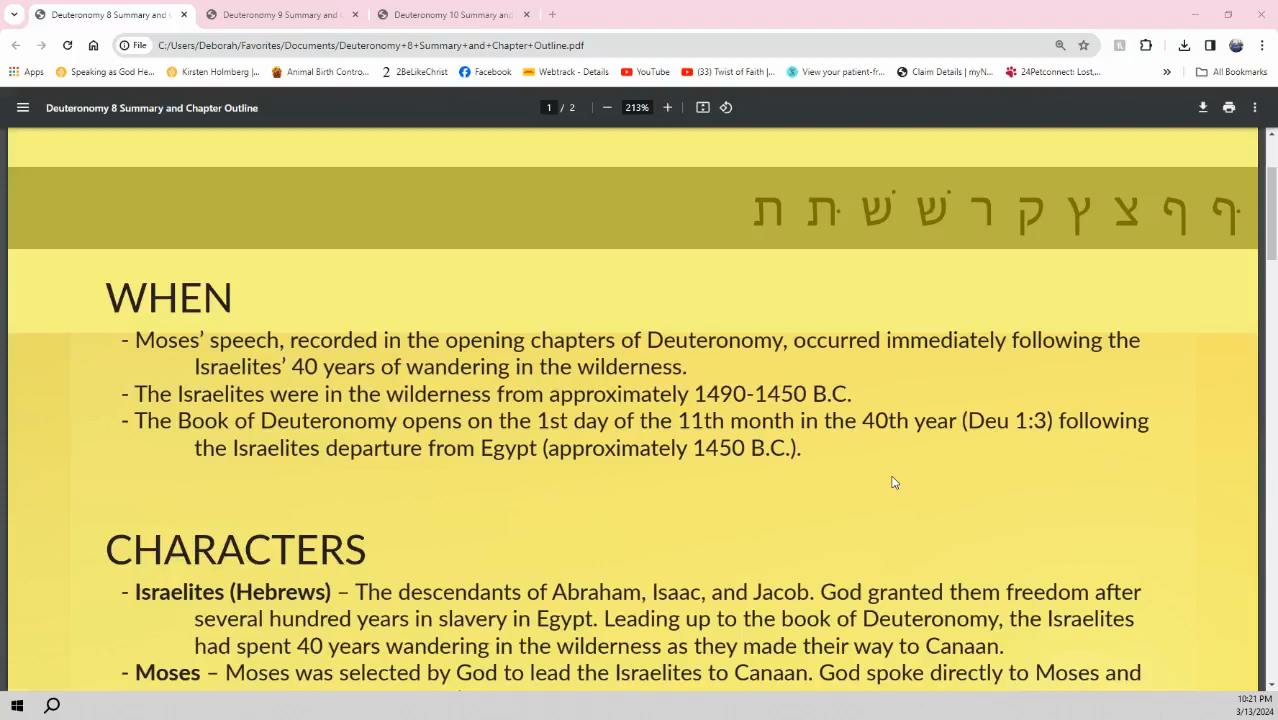 Deuteronomy 8 Summary and
Deuteronomy 9 Summary and
Deuteronomy 10 Summary and
File
C:/Users/Deborah/Favorites/Documents/Deuteronomy+8+Summary+and+Chapter+Outline.pdf
Apps
Speaking as God He...
Kirsten Holmberg |...
Animal Birth Contro...
2 2BeLikeChrist
Facebook
Webtrack - Details
YouTube
(33) Twist of Faith |...
View your patient-fr...
Claim Details | myN...
24Petconnect: Lost,...
»
All Bookmarks
Deuteronomy 8 Summary and Chapter Outline
1 / 2
213%
ףּ ף צ ץ ק ר שׁ שׁ תּ ת
WHEN
- Moses’ speech, recorded in the opening chapters of Deuteronomy, occurred immediately following the
Israelites’ 40 years of wandering in the wilderness.
- The Israelites were in the wilderness from approximately 1490-1450 B.C.
- The Book of Deuteronomy opens on the 1st day of the 11th month in the 40th year (Deu 1:3) following
the Israelites departure from Egypt (approximately 1450 B.C.).
CHARACTERS
- Israelites (Hebrews) – The descendants of Abraham, Isaac, and Jacob. God granted them freedom after
several hundred years in slavery in Egypt. Leading up to the book of Deuteronomy, the Israelites
had spent 40 years wandering in the wilderness as they made their way to Canaan.
- Moses – Moses was selected by God to lead the Israelites to Canaan. God spoke directly to Moses and
10:21 PM
3/13/2024